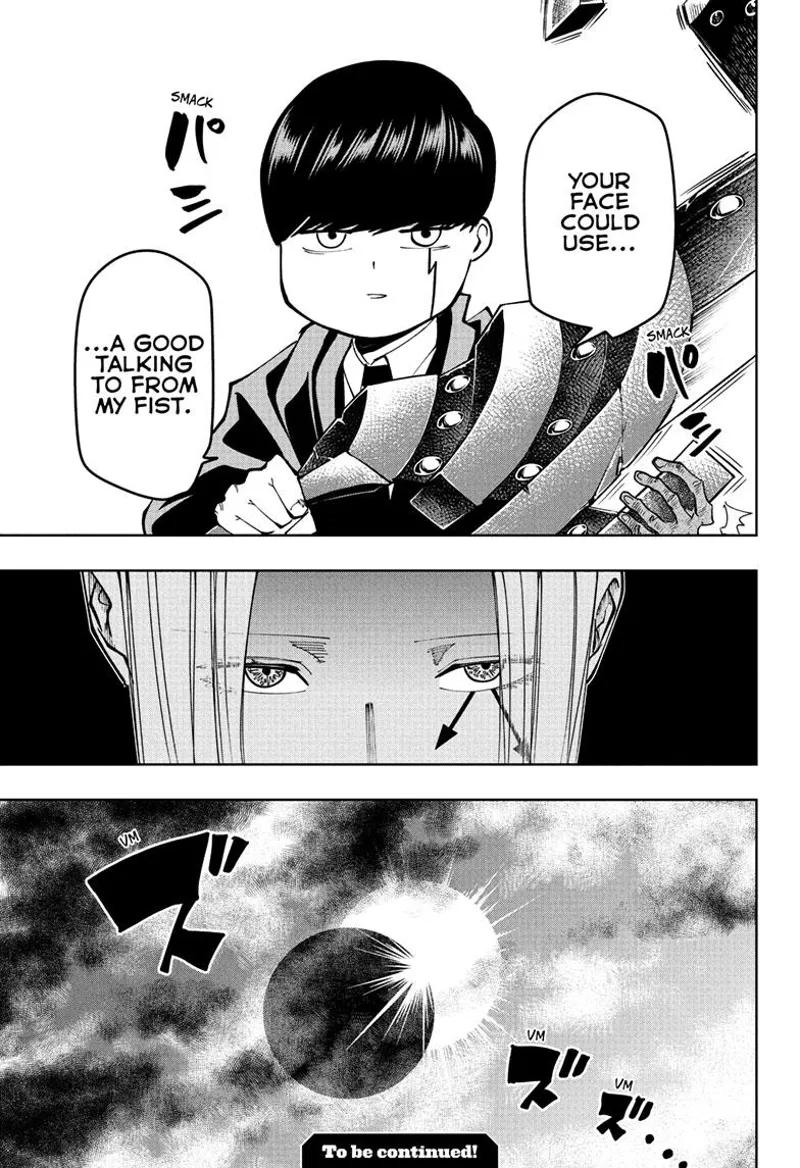 YOUR
FACE
COULD
USE...
SMACK
パ
ン
SMACK
パ
ン
...A GOOD
TALKING
TO FROM
MY FIST.
VM
ズ
VM
ズ
VM
ズ...
To be continued!